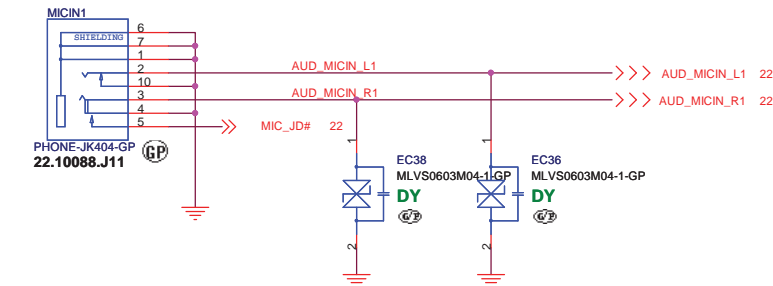 MICIN1
SHIELDING
6
7
1
2
10
3
4
5
AUD_MICIN_L1
AUD_MICIN_L1 22
AUD_MICIN_R1
AUD_MICIN_R1 22
MIC_JD# 22
PHONE-JK404-GP
22.10088.J11
GP
1
EC38
MLVS0603M04-1-GP
DY
G/P
2
1
EC36
MLVS0603M04-1-GP
DY
G/P
2